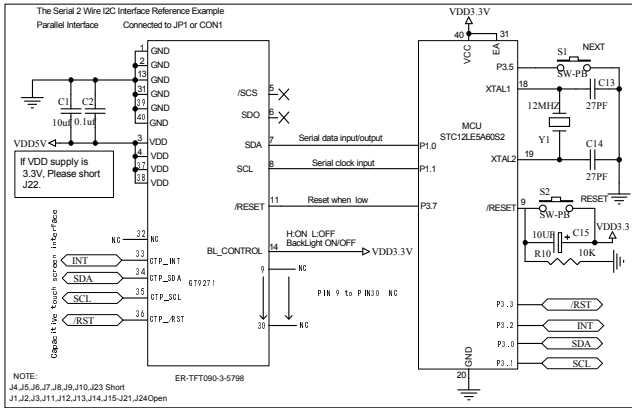 The Serial 2 Wire I2C Interface Reference Example
Parallel Interface Connected to JP1 or CON1
VDD3.3V
40 31
VCC EA
S1 NEXT
P3.5 SW-PB
1 GND
2 GND
13 GND
31 GND
39 GND
40 GND
C1 C2
10uf 0.1uf
VDD5V
3 VDD
4 VDD
37 VDD
38 VDD
If VDD supply is
3.3V, Please short
J22.
/SCS 5
SDO 6
SDA 7 Serial data input/output P1.0
SCL 8 Serial clock input P1.1
/RESET 11 Reset when low P3.7
H:ON L:OFF
BL_CONTROL 14 BackLight ON/OFF VDD3.3V
9 NC
PIN 9 to PIN30 NC
30 NC
MCU
STC12LE5A60S2
XTAL1 18 C13
27PF
12MHZ
Y1
XTAL2 19 C14
27PF
S2 RESET
/RESET 9 SW-PB
VDD3.3
10UF + C15
R10 10K
Capacitive touch screen interface
NC 32 NC
INT 33 CTP_INT
SDA 34 CTP_SDA
SCL 35 CTP_SCL
/RST 36 CTP_/RST
GT9271
P3.3 /RST
P3.2 INT
P3.0 SDA
P3.1 SCL
GND
20
ER-TFT090-3-5798
NOTE:
J4,J5,J6,J7,J8,J9,J10,J23 Short
J1,J2,J3,J11,J12,J13,J14,J15-J21,J24Open